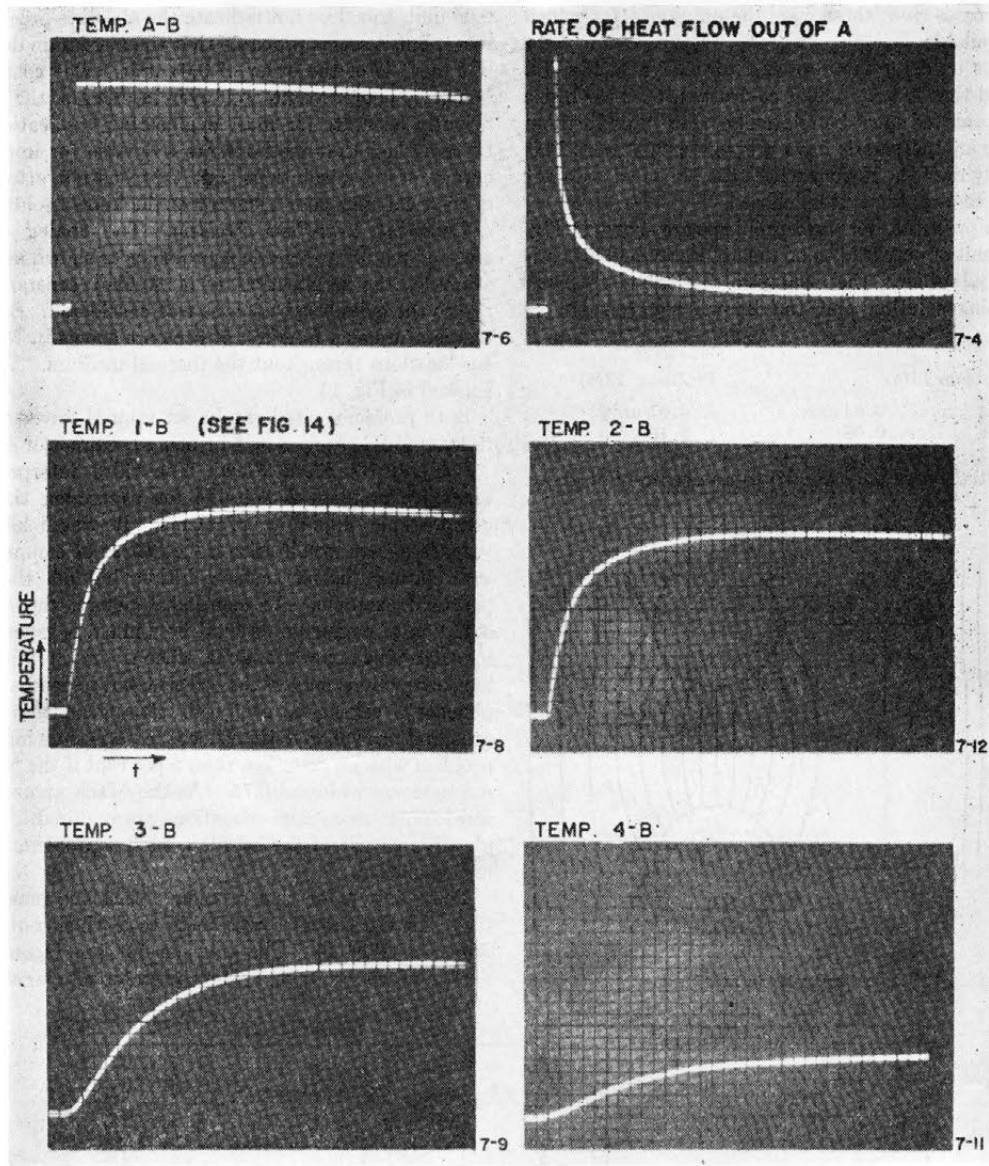 TEMP. A-B
RATE OF HEAT FLOW OUT OF A
7-6
7-4
TEMP. 1-B (SEE FIG. 14)
TEMP. 2-B
TEMPERATURE
t
7-8
7-12
TEMP. 3-B
TEMP. 4-B
7-9
7-11